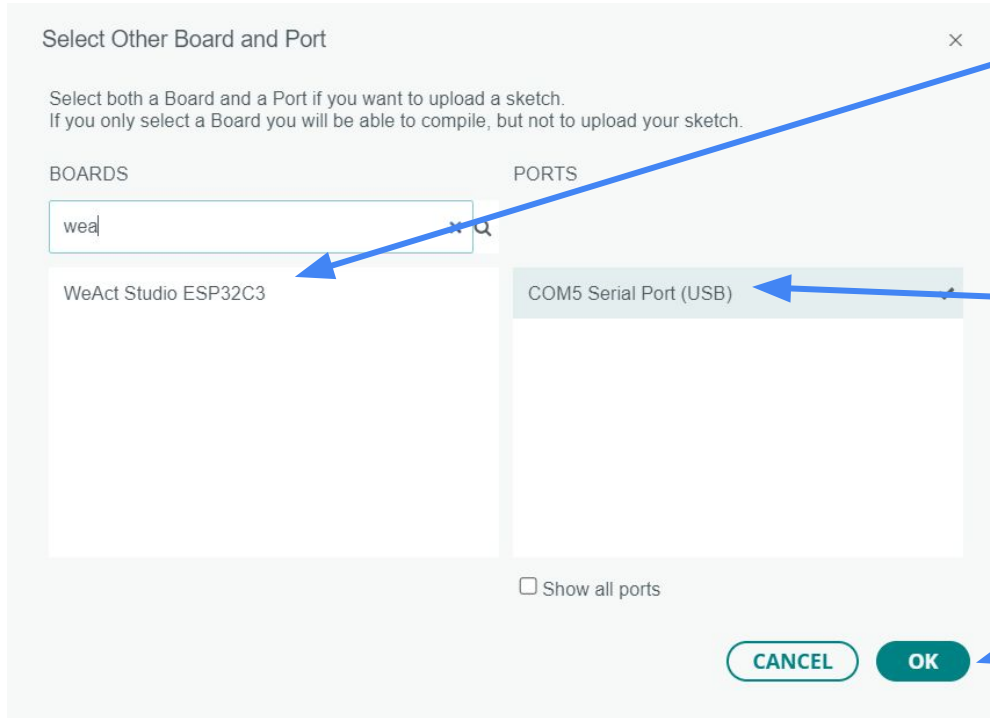 Select Other Board and Port
Select both a Board and a Port if you want to upload a sketch.
If you only select a Board you will be able to compile, but not to upload your sketch.
BOARDS
PORTS
wea
WeAct Studio ESP32C3
COM5 Serial Port (USB)
Show all ports
CANCEL
OK